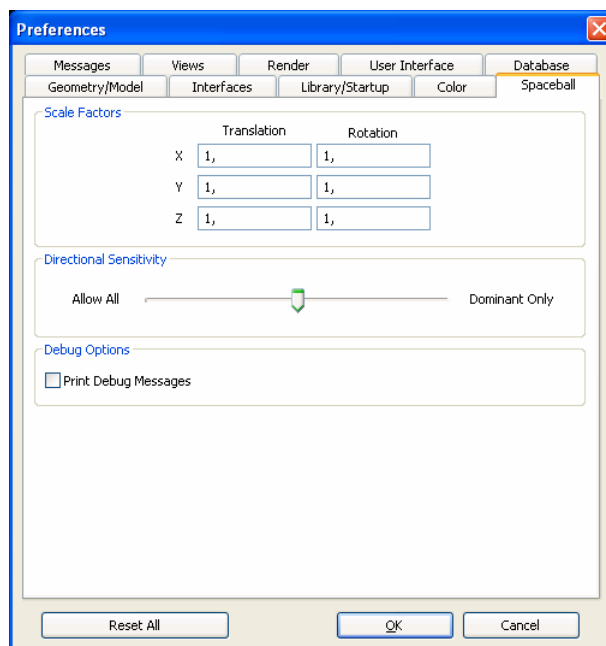 Preferences
Messages Views Render User Interface Database
Geometry/Model Interfaces Library/Startup Color Spaceball
Scale Factors
Translation Rotation
X 1, 1,
Y 1, 1,
Z 1, 1,
Directional Sensitivity
Allow All Dominant Only
Debug Options
Print Debug Messages
Reset All OK Cancel